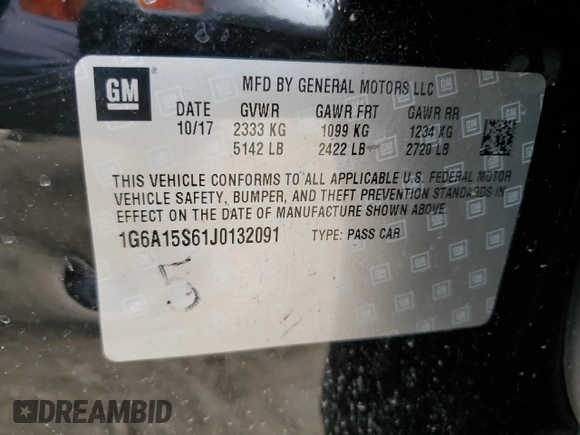 GM
®
MFD BY GENERAL MOTORS LLC
DATE GVWR GAWR FRT GAWR RR
10/17 2333 KG 1099 KG 1234 KG
5142 LB 2422 LB 2720 LB
THIS VEHICLE CONFORMS TO ALL APPLICABLE U.S. FEDERAL MOTOR
VEHICLE SAFETY, BUMPER, AND THEFT PREVENTION STANDARDS IN
EFFECT ON THE DATE OF MANUFACTURE SHOWN ABOVE.
1G6A15S61J0132091 TYPE: PASS CAR
DREAMBID